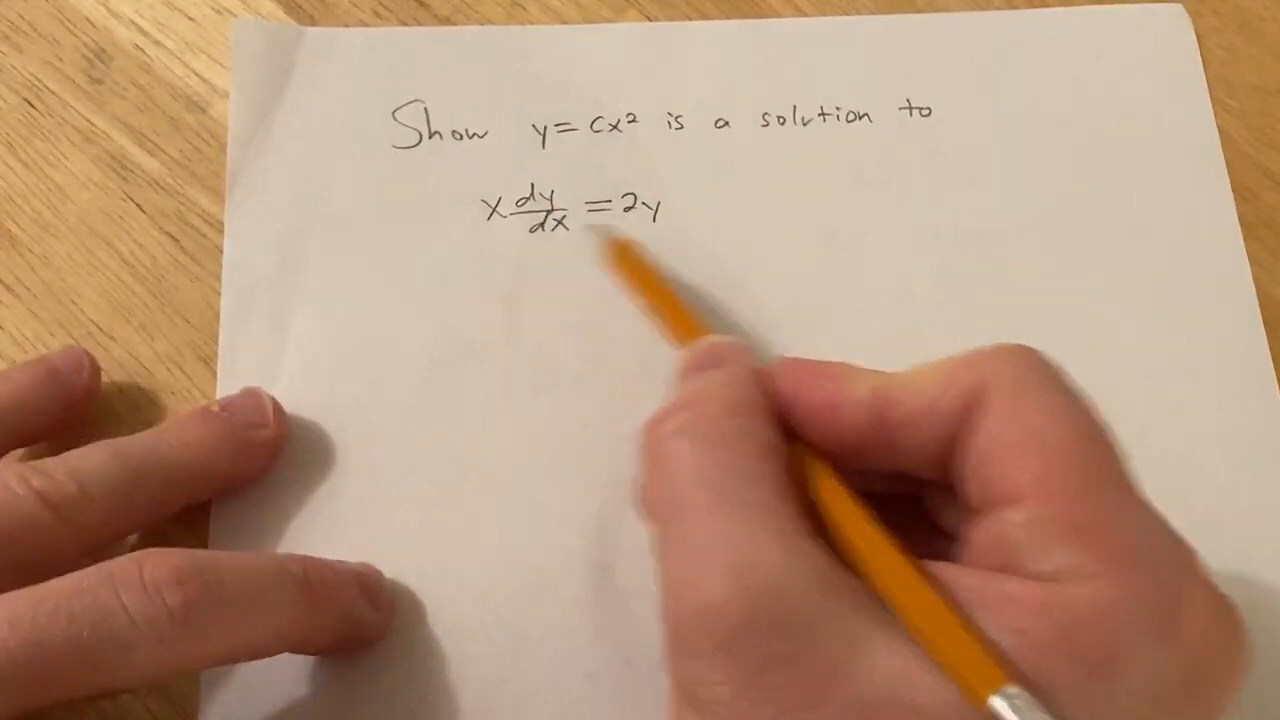 Show y = cx² is a solution to
x dy/dx = 2y